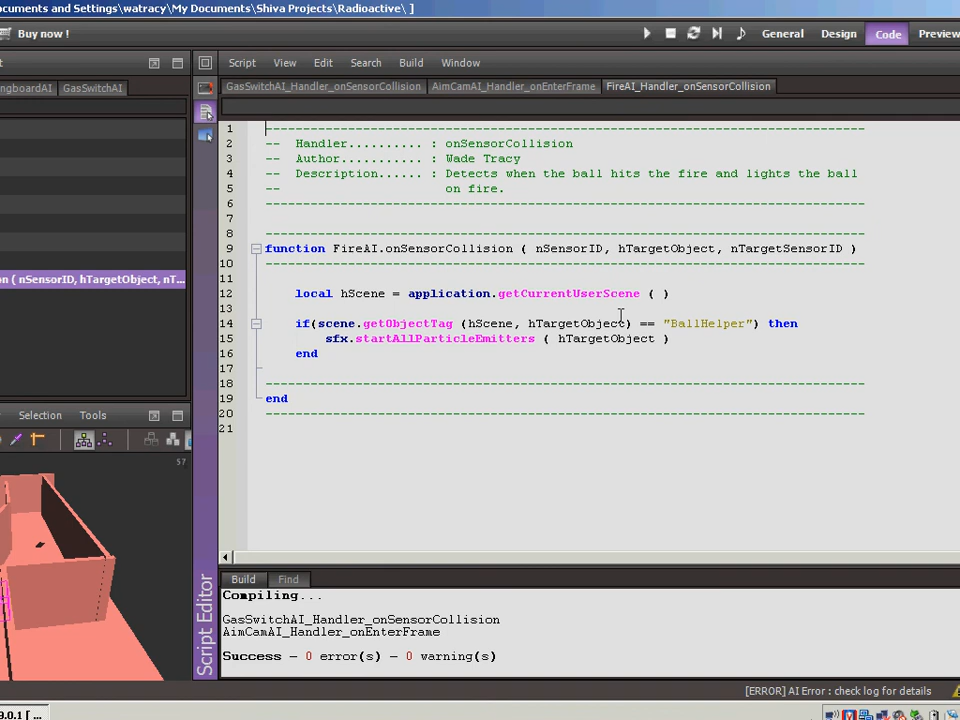 ocuments and Settings\watracy\My Documents\Shiva Projects\Radioactive\ ]
Buy now !
General Design Code Preview
t
Script View Edit Search Build Window
ngboardAI GasSwitchAI
GasSwitchAI_Handler_onSensorCollision AimCamAI_Handler_onEnterFrame FireAI_Handler_onSensorCollision
1 --------------------------------------------------------------------------------
2 -- Handler.......... : onSensorCollision
3 -- Author........... : Wade Tracy
4 -- Description...... : Detects when the ball hits the fire and lights the ball
5 -- on fire.
6 --------------------------------------------------------------------------------
7
8 --------------------------------------------------------------------------------
9 function FireAI.onSensorCollision ( nSensorID, hTargetObject, nTargetSensorID )
10 --------------------------------------------------------------------------------
11
12 local hScene = application.getCurrentUserScene ( )
13
14 if(scene.getObjectTag (hScene, hTargetObject) == "BallHelper") then
15 sfx.startAllParticleEmitters ( hTargetObject )
16 end
17
18 --------------------------------------------------------------------------------
19 end
20 --------------------------------------------------------------------------------
21
on ( nSensorID, hTargetObject, nT...
Selection Tools
57
Script Editor
Build Find
Compiling...
GasSwitchAI_Handler_onSensorCollision
AimCamAI_Handler_onEnterFrame
Success - 0 error(s) - 0 warning(s)
[ERROR] AI Error : check log for details
9.0.1 [ ...